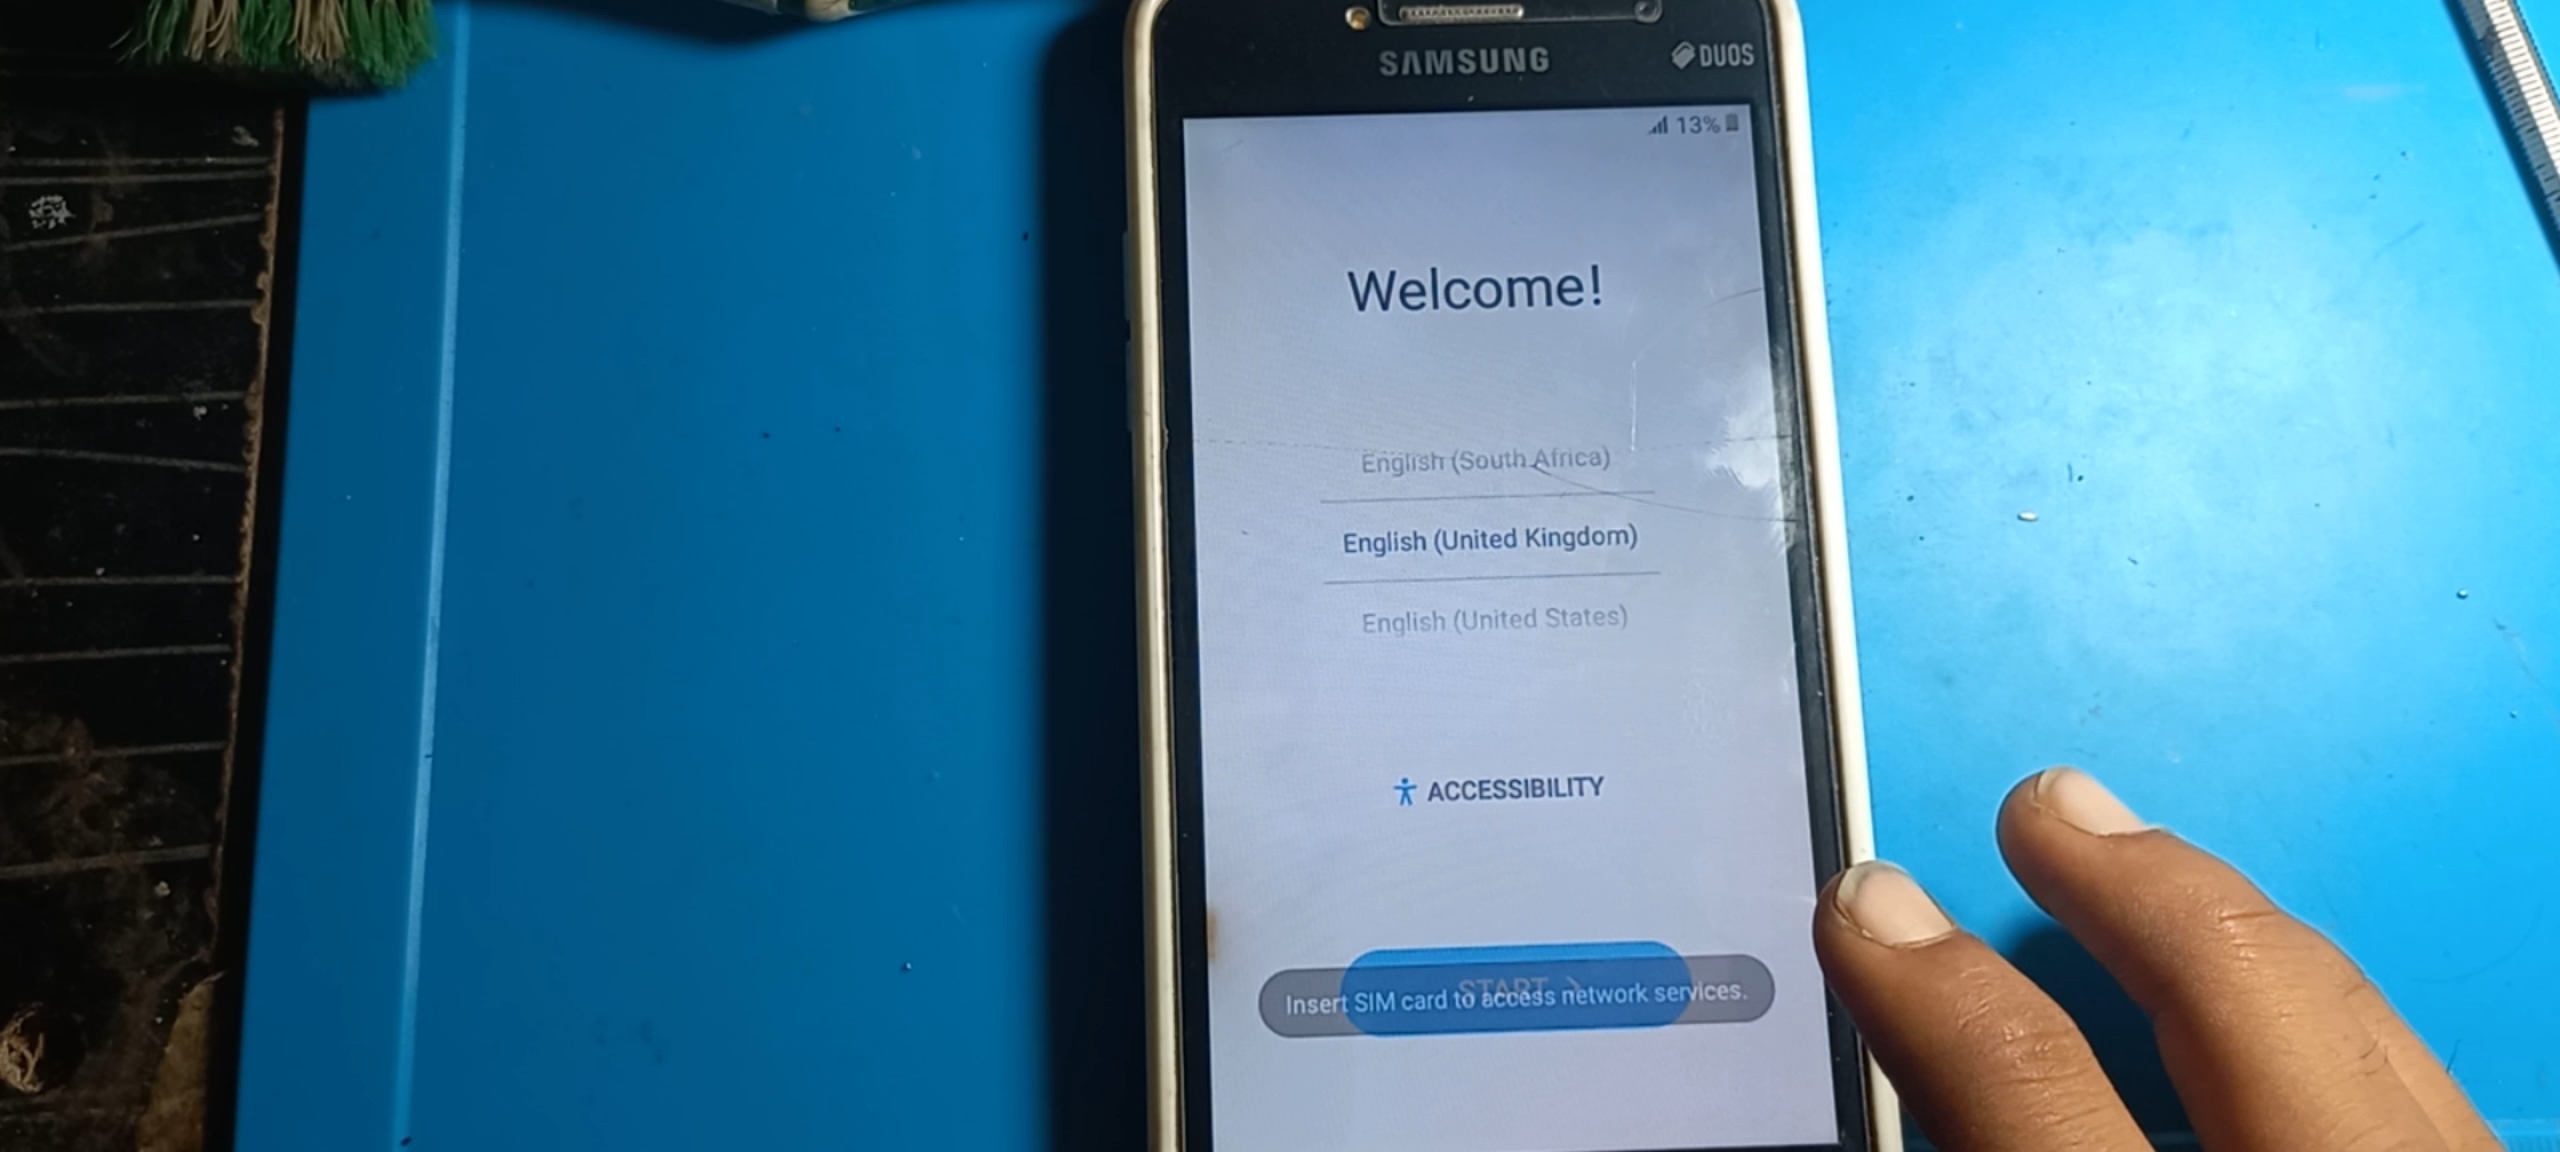 SAMSUNG
DUOS
13%
Welcome!
English (South Africa)
English (United Kingdom)
English (United States)
ACCESSIBILITY
START
Insert SIM card to access network services.